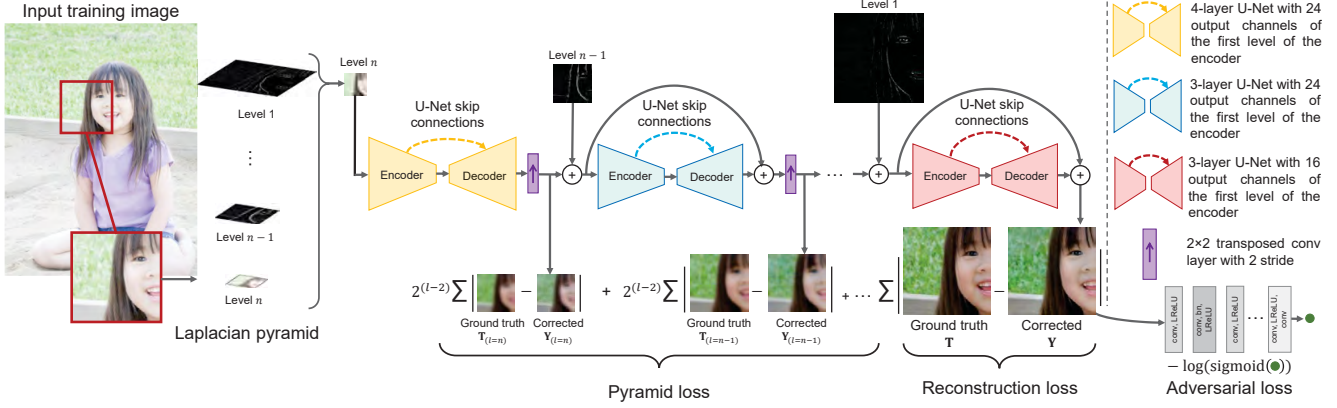 Input training image
Level 1
⋮
Level n − 1
Level n
Laplacian pyramid
Level n
U-Net skip
connections
Encoder
Decoder
Level n − 1
+
U-Net skip
connections
Encoder
Decoder
+
...
Level 1
+
U-Net skip
connections
Encoder
Decoder
+
2^(l−2) ∑ | − |
Ground truth
T(l=n)
Corrected
Y(l=n)
+ 2^(l−2) ∑ | − |
Ground truth
T(l=n−1)
Corrected
Y(l=n−1)
+ ... ∑ | − |
Ground truth
T
Corrected
Y
Pyramid loss
Reconstruction loss
4-layer U-Net with 24
output channels of
the first level of the
encoder
3-layer U-Net with 24
output channels of
the first level of the
encoder
3-layer U-Net with 16
output channels of
the first level of the
encoder
2×2 transposed conv
layer with 2 stride
conv, LReLU
conv, bn,
LReLU
conv, LReLU
...
conv, LReLU,
conv
− log(sigmoid(●))
Adversarial loss